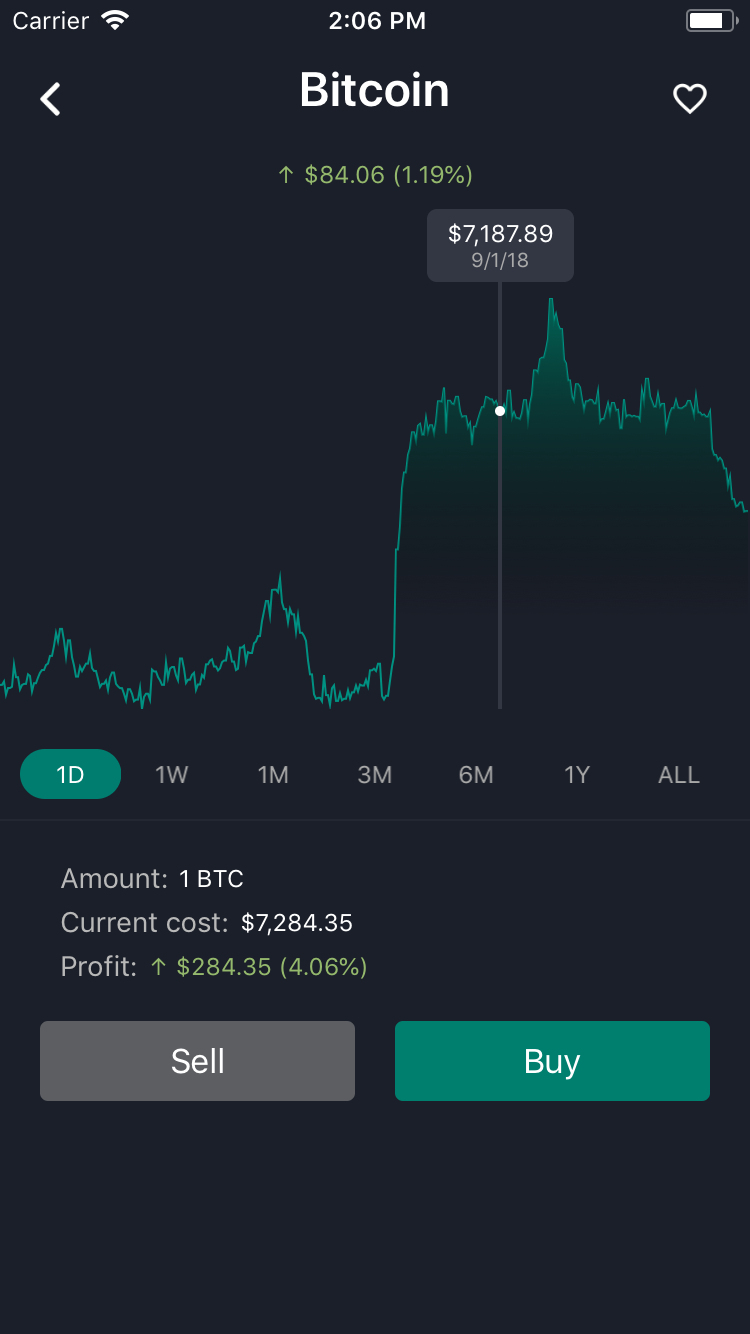 Carrier 2:06 PM
Bitcoin
↑ $84.06 (1.19%)
$7,187.89
9/1/18
1D 1W 1M 3M 6M 1Y ALL
Amount: 1 BTC
Current cost: $7,284.35
Profit: ↑ $284.35 (4.06%)
Sell Buy